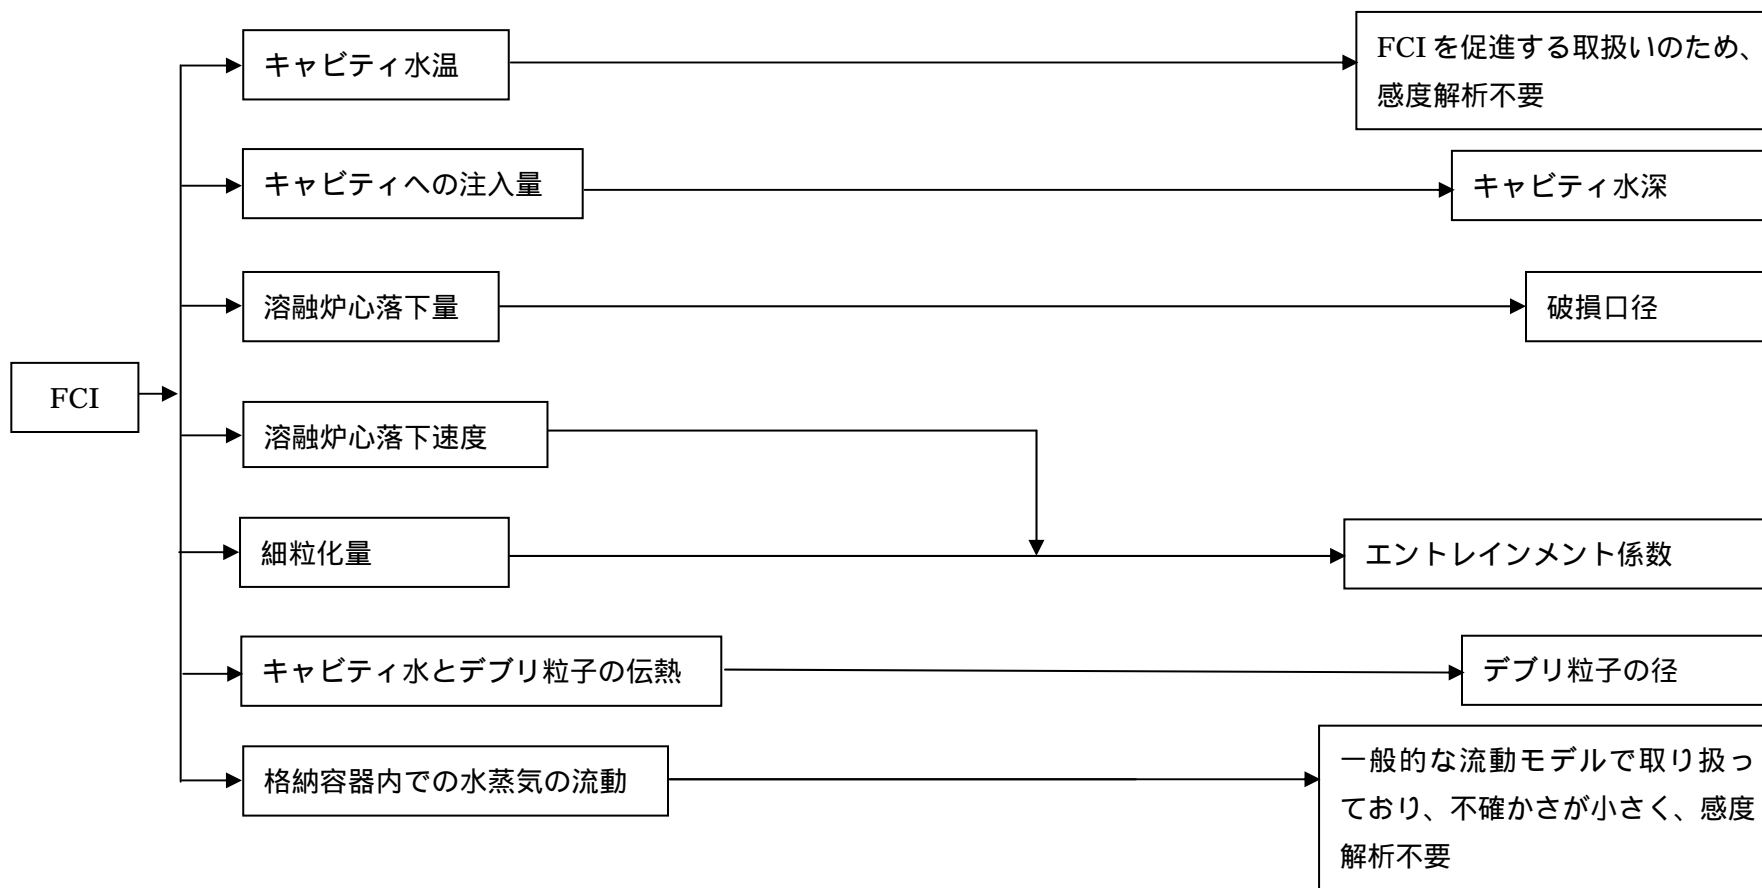 キャビティ水温
FCI を促進する取扱いのため、
感度解析不要
キャビティへの注入量
キャビティ水深
溶融炉心落下量
破損口径
FCI
溶融炉心落下速度
細粒化量
エントレインメント係数
キャビティ水とデブリ粒子の伝熱
デブリ粒子の径
格納容器内での水蒸気の流動
一般的な流動モデルで取り扱っ
ており、不確かさが小さく、感度
解析不要